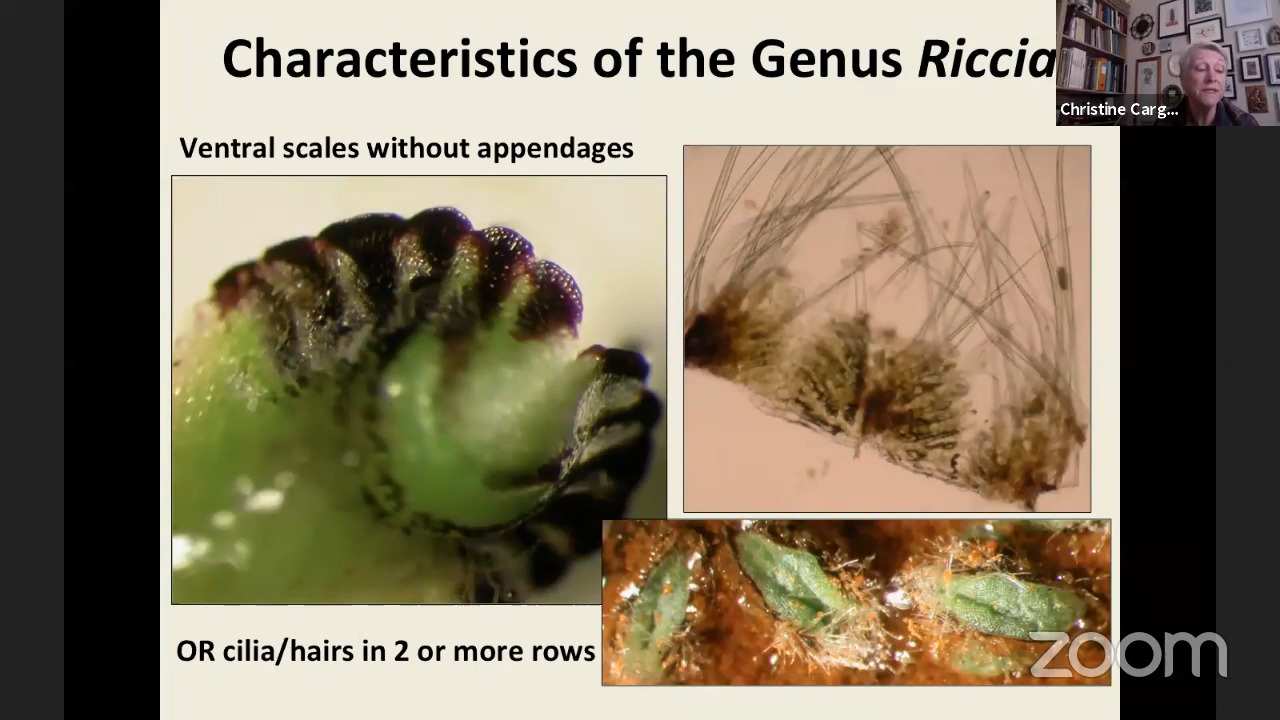 Characteristics of the Genus Riccia
Christine Carg...
Ventral scales without appendages
OR cilia/hairs in 2 or more rows
zoom